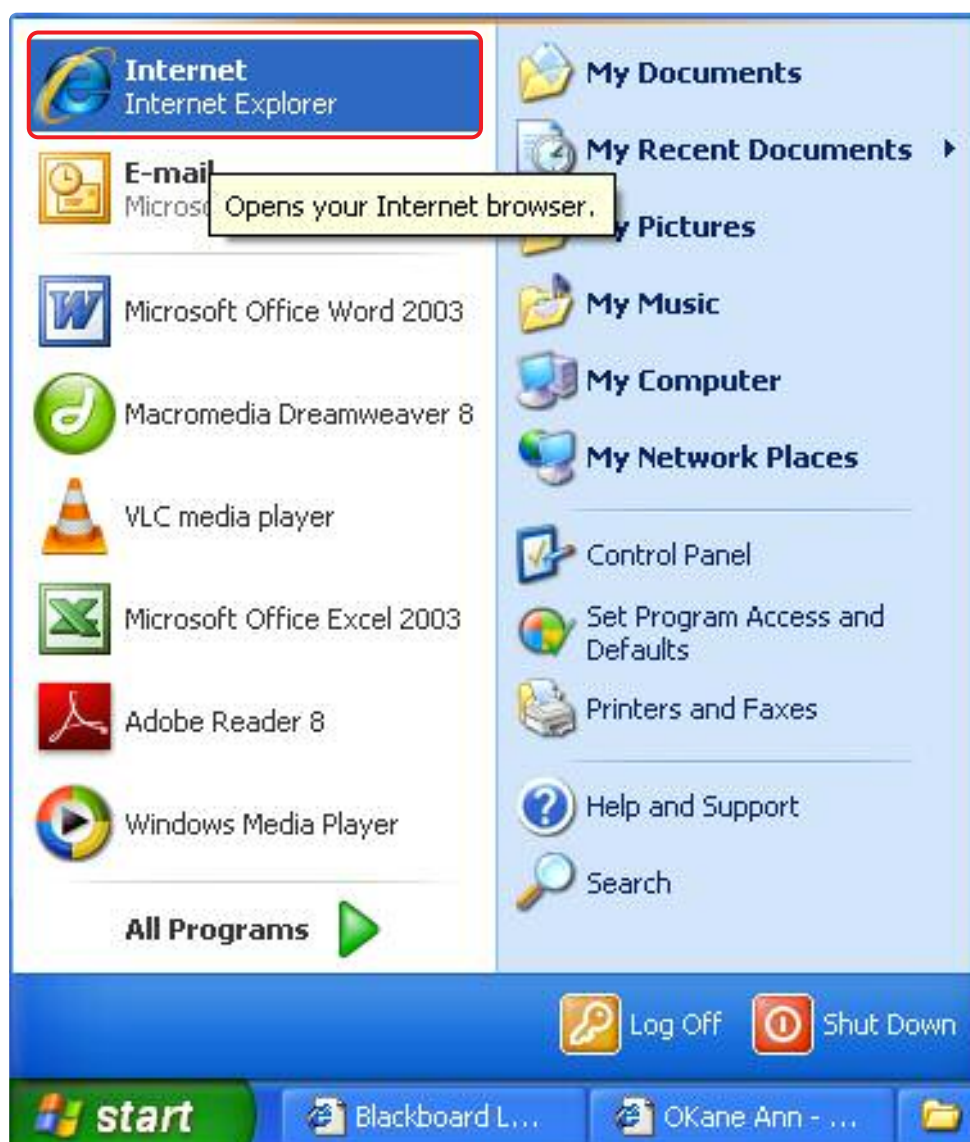 Internet
Internet Explorer
E-mail
Opens your Internet browser.
Microsoft Office Word 2003
Macromedia Dreamweaver 8
VLC media player
Microsoft Office Excel 2003
Adobe Reader 8
Windows Media Player
All Programs
My Documents
My Recent Documents
My Pictures
My Music
My Computer
My Network Places
Control Panel
Set Program Access and
Defaults
Printers and Faxes
Help and Support
Search
Log Off
Shut Down
start
Blackboard L...
OKane Ann - ...